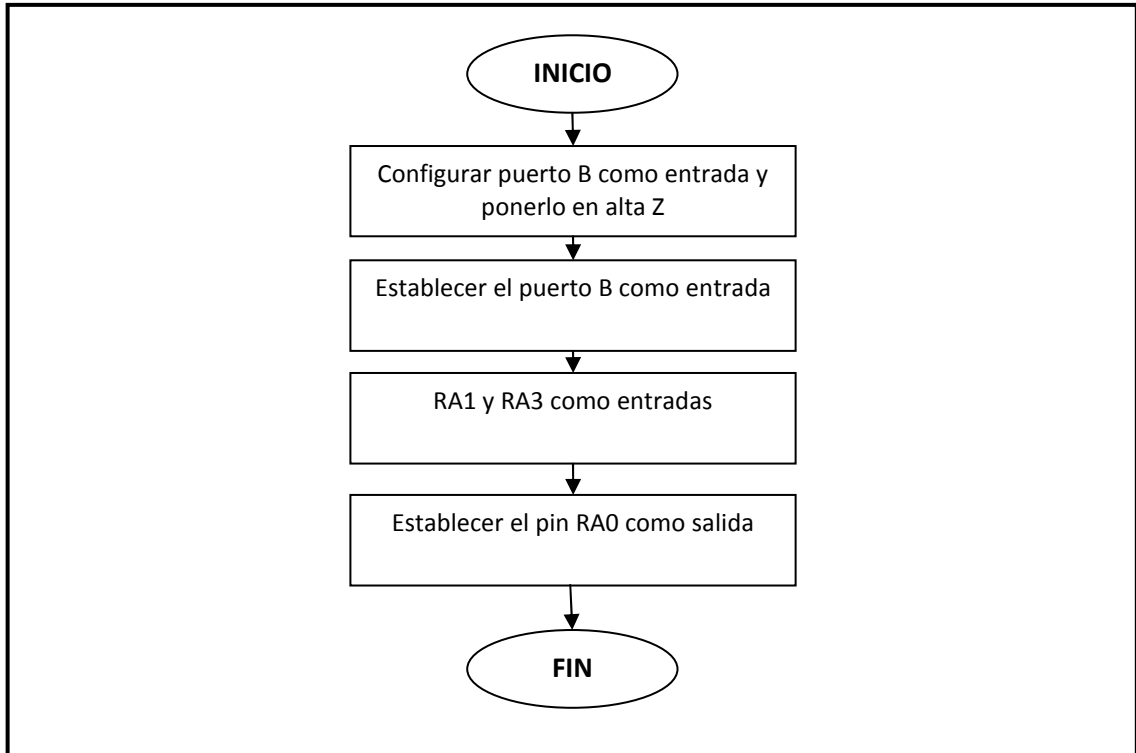 INICIO
Configurar puerto B como entrada y
ponerlo en alta Z
Establecer el puerto B como entrada
RA1 y RA3 como entradas
Establecer el pin RA0 como salida
FIN